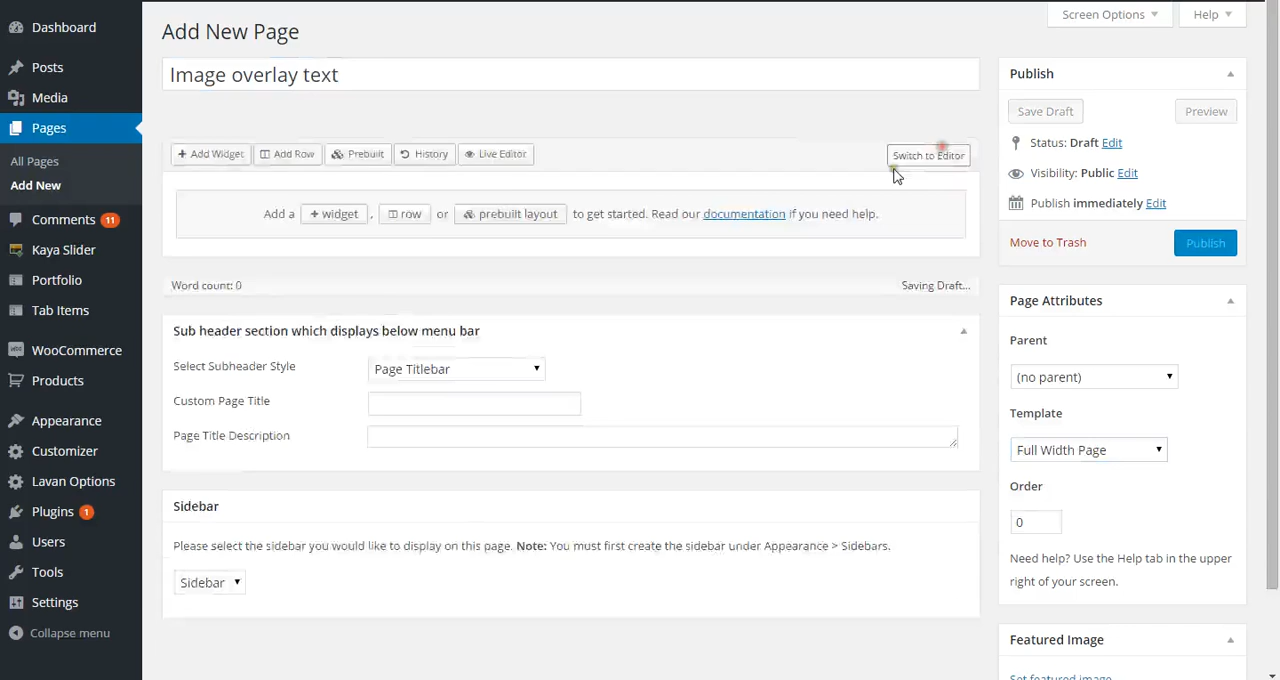 Screen Options
Help
Dashboard
Posts
Media
Pages
All Pages
Add New
Comments 11
Kaya Slider
Portfolio
Tab Items
WooCommerce
Products
Appearance
Customizer
Lavan Options
Plugins 1
Users
Tools
Settings
Collapse menu
Add New Page
Image overlay text
+ Add Widget
Add Row
Prebuilt
History
Live Editor
Switch to Editor
Add a + widget , row or prebuilt layout to get started. Read our documentation if you need help.
Word count: 0
Saving Draft...
Sub header section which displays below menu bar
Select Subheader Style
Page Titlebar
Custom Page Title
Page Title Description
Sidebar
Please select the sidebar you would like to display on this page. Note: You must first create the sidebar under Appearance > Sidebars.
Sidebar
Publish
Save Draft
Preview
Status: Draft Edit
Visibility: Public Edit
Publish immediately Edit
Move to Trash
Publish
Page Attributes
Parent
(no parent)
Template
Full Width Page
Order
0
Need help? Use the Help tab in the upper
right of your screen.
Featured Image
Set featured image